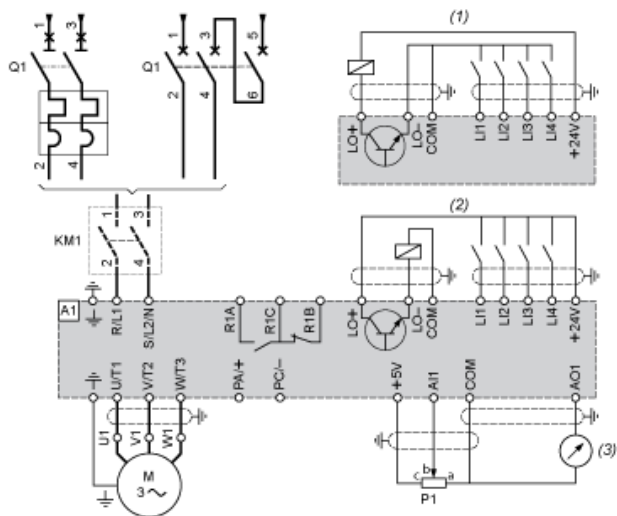 1 3 1 3 5
Q1 Q1
2 4 6
2 4
(1)
LO+ LO- COM LI1 LI2 LI3 LI4 +24V
(2)
1 3
KM1
2 4
A1 R/L1 S/L2/N R1A R1C R1B LO+ LO- COM LI1 LI2 LI3 LI4 +24V
U/T1 V/T2 W/T3 PA/+ PC/- +5V AI1 COM AO1
U1 V1 W1
(3)
M
3~
c b a
P1